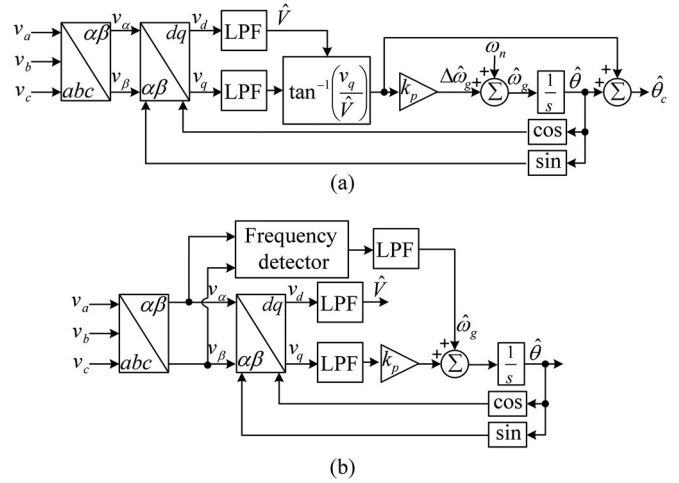 v_a
v_b
v_c
αβ
abc
v_α
v_β
dq
αβ
v_d
v_q
LPF
LPF
V̂
tan⁻¹(v_q/V̂)
k_p
Δω̂_g
ω_n
+
+
Σ
ω̂_g
1/s
θ̂
+
+
Σ
θ̂_c
cos
sin
(a)
Frequency
detector
LPF
v_a
v_b
v_c
αβ
abc
v_α
v_β
dq
αβ
v_d
v_q
LPF
V̂
LPF
k_p
ω̂_g
+
+
Σ
1/s
θ̂
cos
sin
(b)